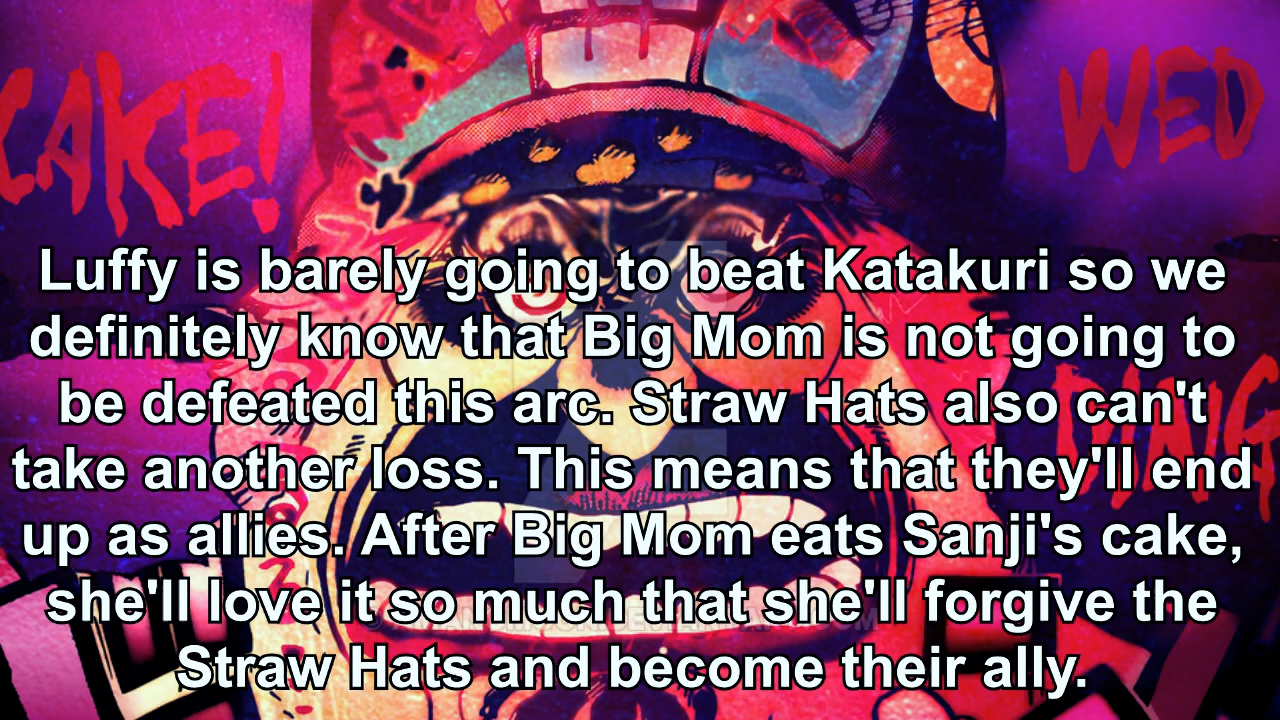 CAKE!
WED
DING
Luffy is barely going to beat Katakuri so we
definitely know that Big Mom is not going to
be defeated this arc. Straw Hats also can't
take another loss. This means that they'll end
up as allies. After Big Mom eats Sanji's cake,
she'll love it so much that she'll forgive the
Straw Hats and become their ally.